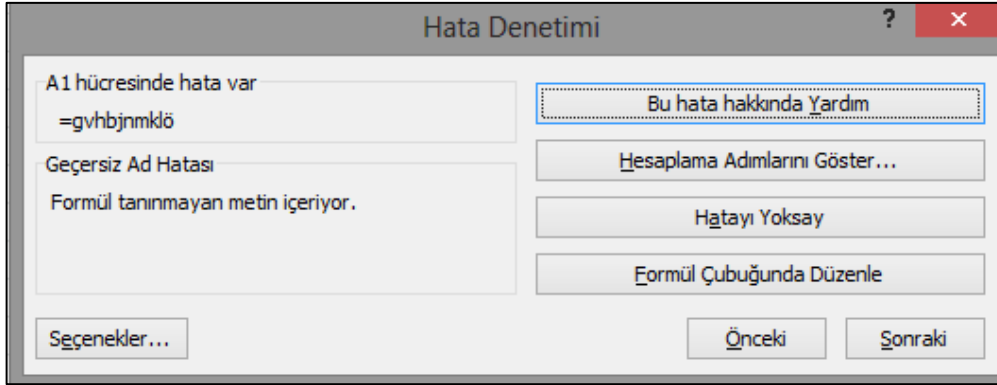 Hata Denetimi
?
A1 hücresinde hata var
=gvhbjnmklö
Geçersiz Ad Hatası
Formül tanınmayan metin içeriyor.
Bu hata hakkında Yardım
Hesaplama Adımlarını Göster...
Hatayı Yoksay
Formül Çubuğunda Düzenle
Seçenekler...
Önceki
Sonraki